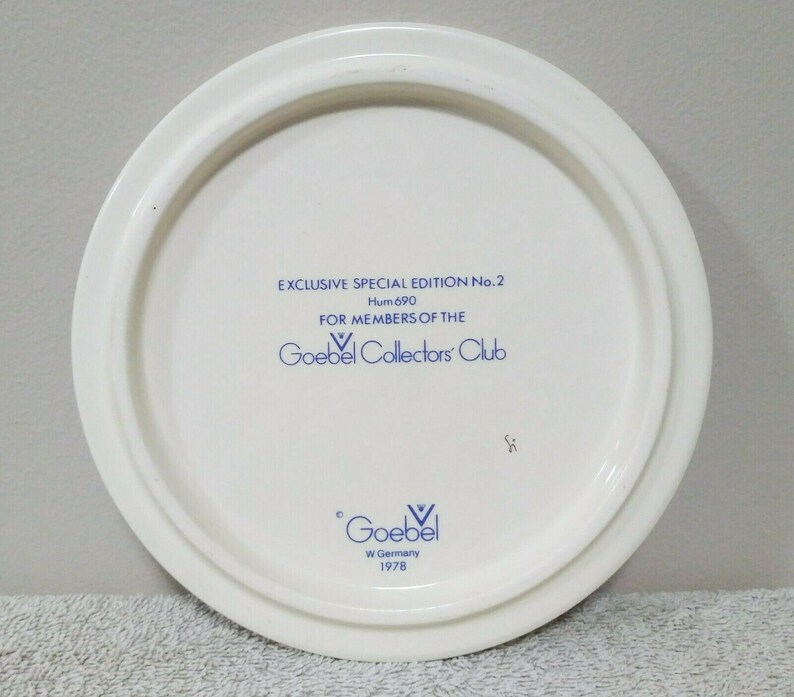 EXCLUSIVE SPECIAL EDITION No.2
Hum 690
FOR MEMBERS OF THE
Goebel Collectors' Club
© Goebel
W. Germany
1978